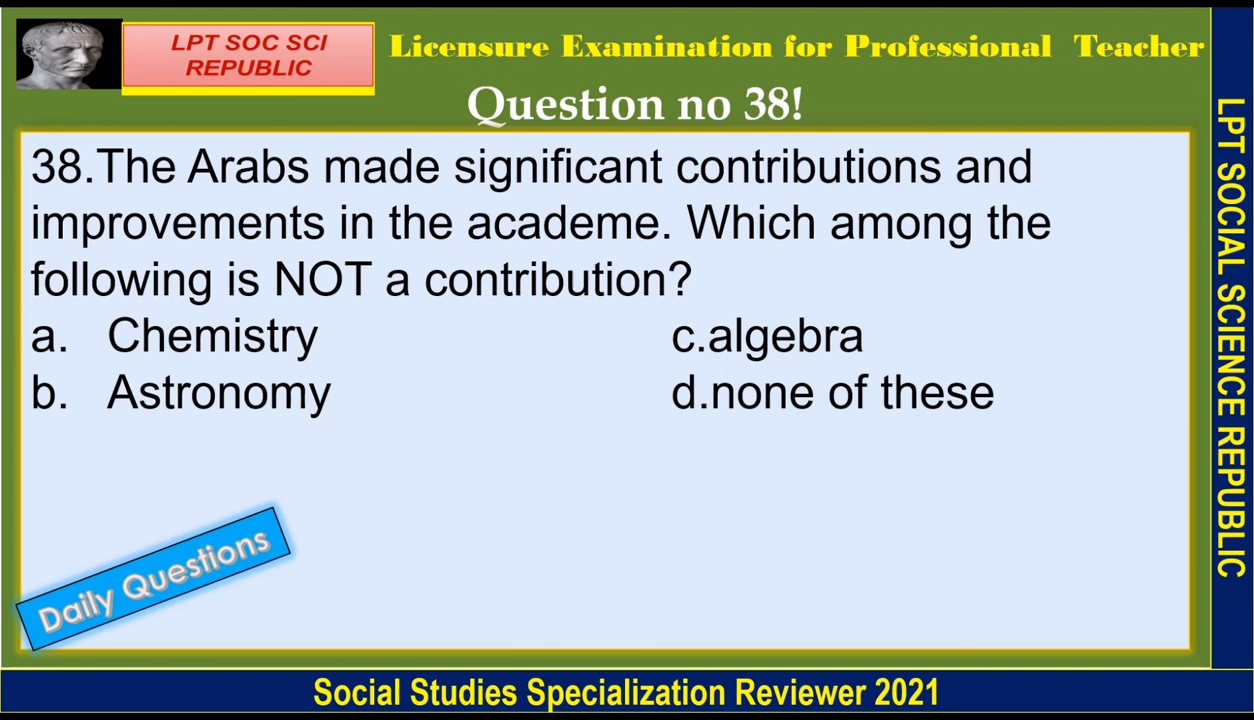 LPT SOC SCI
REPUBLIC
Licensure Examination for Professional Teacher
Question no 38!
38.The Arabs made significant contributions and
improvements in the academe. Which among the
following is NOT a contribution?
a. Chemistry
b. Astronomy
c.algebra
d.none of these
Daily Questions
LPT SOCIAL SCIENCE REPUBLIC
Social Studies Specialization Reviewer 2021